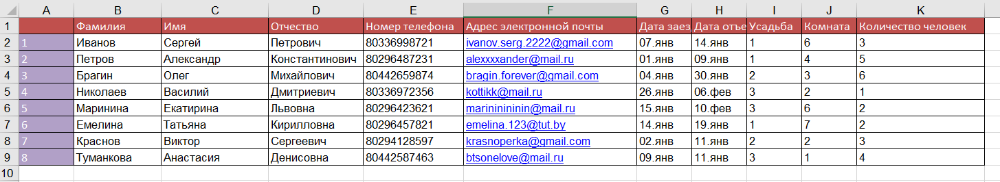 A B C D E F G H I J K
1 Фамилия Имя Отчество Номер телефона Адрес электронной почты Дата заез Дата отъе Усадьба Комната Количество человек
2 1 Иванов Сергей Петрович 80336998721 ivanov.serg.2222@gmail.com 07.янв 14.янв 1 6 3
3 2 Петров Александр Константинович 80296487231 alexxxxander@mail.ru 01.янв 09.янв 1 4 5
4 3 Брагин Олег Михайлович 80442659874 bragin.forever@gmail.com 04.янв 30.янв 2 3 6
5 4 Николаев Василий Дмитриевич 80336972356 kottikk@mail.ru 26.янв 06.фев 3 2 1
6 5 Маринина Екатирина Львовна 80296423621 marininininin@mail.ru 15.янв 10.фев 3 6 2
7 6 Емелина Татьяна Кирилловна 80296457821 emelina.123@tut.by 14.янв 19.янв 1 7 2
8 7 Краснов Виктор Сергеевич 80294128597 krasnoperka@gmail.com 02.янв 11.янв 2 2 3
9 8 Туманкова Анастасия Денисовна 80442587463 btsonelove@mail.ru 09.янв 11.янв 3 1 4
10